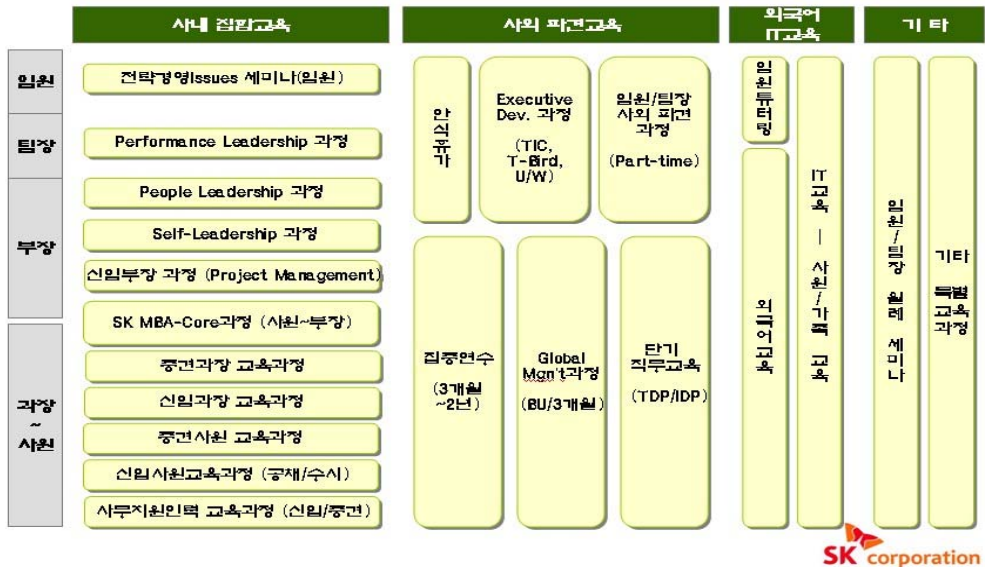 사내 집합교육
사외 파견교육
외국어
IT교육
기 타
임원
팀장
부장
과장
~
사원
전략경영Issues 세미나(임원)
Performance Leadership 과정
People Leadership 과정
Self-Leadership 과정
신임부장 과정 (Project Management)
SK MBA-Core과정 (사원~부장)
중견과장 교육과정
신임과장 교육과정
중견사원 교육과정
신입사원교육과정 (공채/수시)
사무지원인력 교육과정 (신입/중견)
안식휴가
Executive
Dev. 과정
(TIC,
T-Bird,
U/W)
임원/팀장
사외 파견
과정
(Part-time)
집중연수
(3개월
~2년)
Global
Mgn't과정
(BU/3개월)
단기
직무교육
(TDP/IDP)
임원튜터링
외국어교육
IT교육 - 사원/가족 교육
임원/팀장 월례 세미나
기타
특별
교육
과정
SK corporation